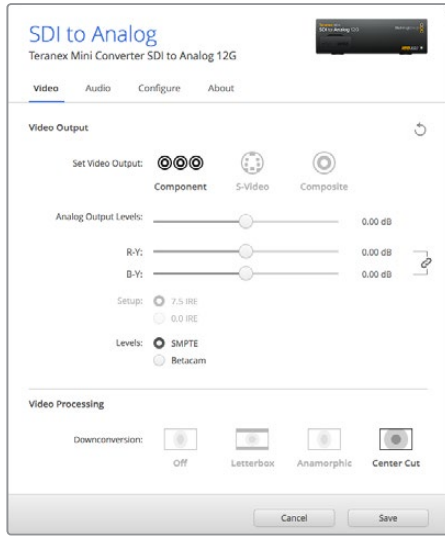 SDI to Analog
Teranex Mini Converter SDI to Analog 12G
Video Audio Configure About
Video Output
Set Video Output:
Component S-Video Composite
Analog Output Levels: 0.00 dB
R-Y: 0.00 dB
B-Y: 0.00 dB
Setup: 7.5 IRE
0.0 IRE
Levels: SMPTE
Betacam
Video Processing
Downconversion:
Off Letterbox Anamorphic Center Cut
Cancel Save